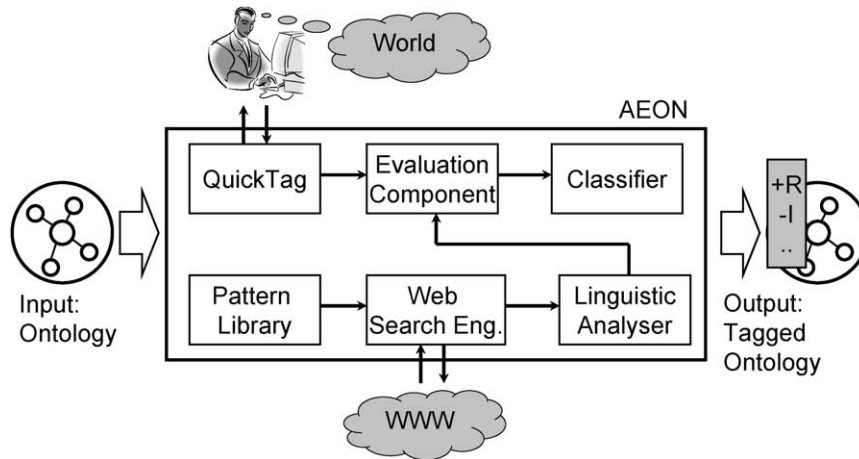 World
AEON
QuickTag
Evaluation
Component
Classifier
+R
-I
..
Input:
Ontology
Pattern
Library
Web
Search Eng.
Linguistic
Analyser
Output:
Tagged
Ontology
WWW